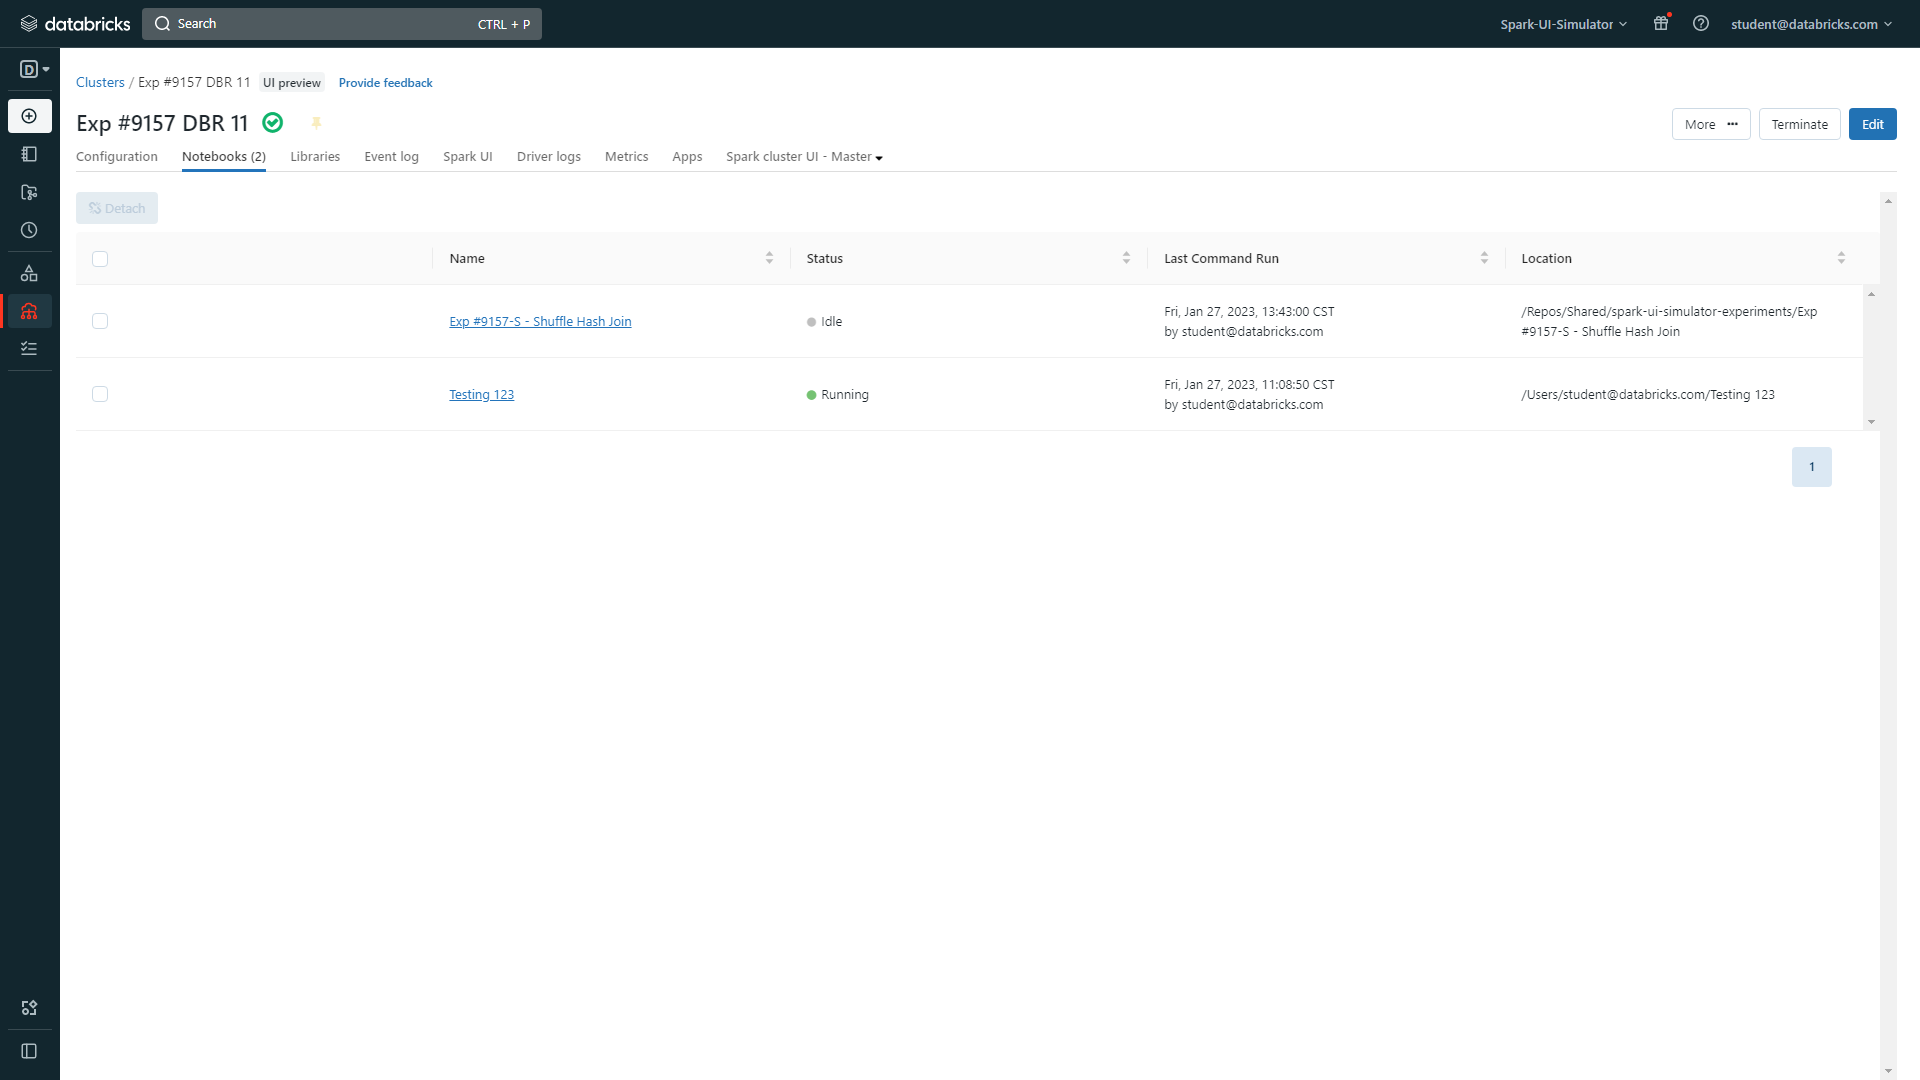 databricks
Search CTRL + P
Spark-UI-Simulator
student@databricks.com
D
Clusters / Exp #9157 DBR 11 UI preview Provide feedback
Exp #9157 DBR 11
More ··· Terminate Edit
Configuration Notebooks (2) Libraries Event log Spark UI Driver logs Metrics Apps Spark cluster UI - Master
Detach
Name Status Last Command Run Location
Exp #9157-S - Shuffle Hash Join
Idle
Fri, Jan 27, 2023, 13:43:00 CST
by student@databricks.com
/Repos/Shared/spark-ui-simulator-experiments/Exp
#9157-S - Shuffle Hash Join
Testing 123
Running
Fri, Jan 27, 2023, 11:08:50 CST
by student@databricks.com
/Users/student@databricks.com/Testing 123
1